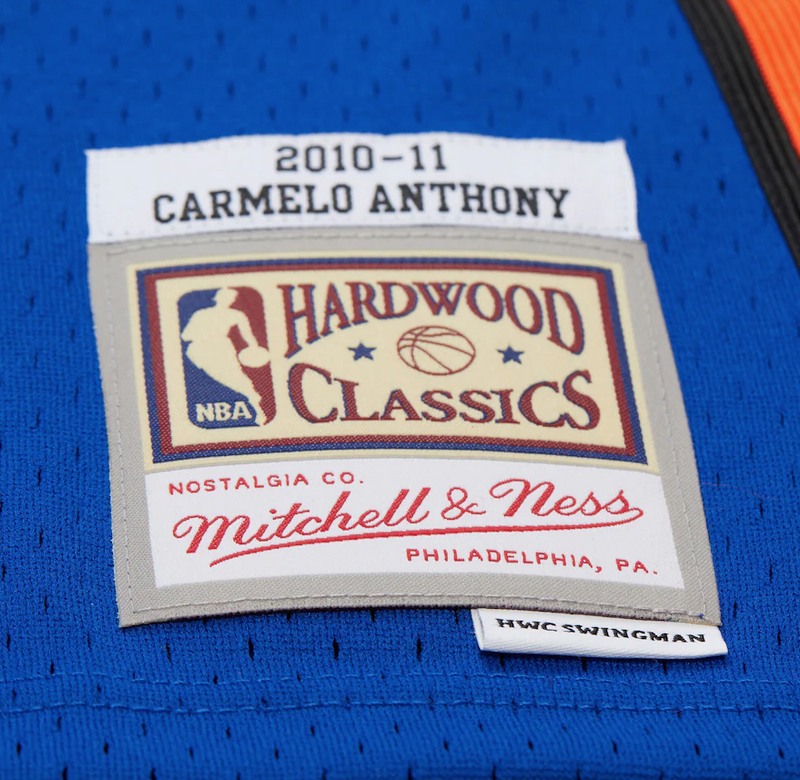 2010-11
CARMELO ANTHONY
HARDWOOD
CLASSICS
NBA
NOSTALGIA CO.
Mitchell & Ness
PHILADELPHIA, PA.
HWC SWINGMAN